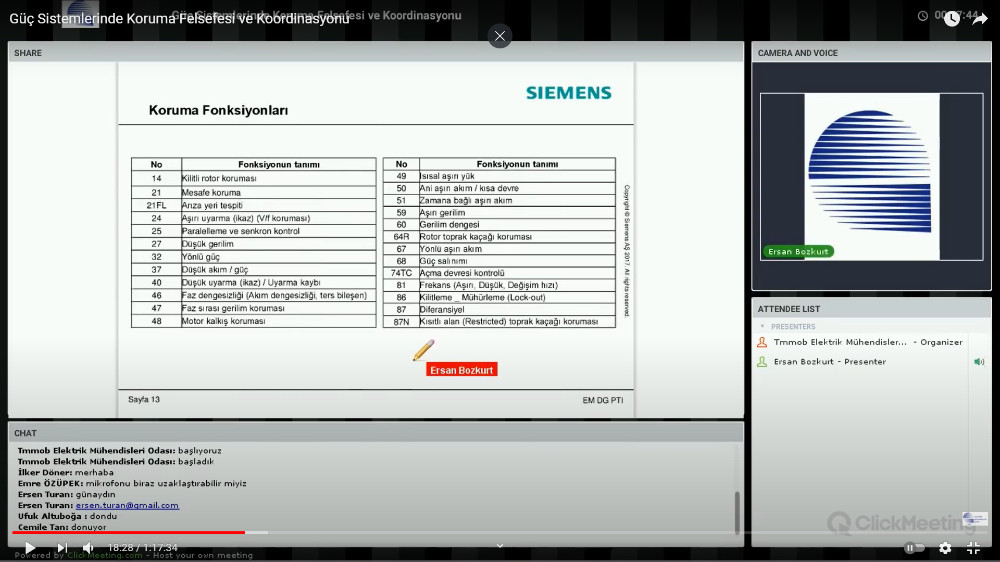 Güç Sistemlerinde Koruma Felsefesi ve Koordinasyonu
SHARE
SIEMENS
Koruma Fonksiyonları
No Fonksiyonun tanımı
14 Kilitli rotor koruması
21 Mesafe koruma
21FL Arıza yeri tespiti
24 Aşırı uyarma (ikaz) (V/f koruması)
25 Paralelleme ve senkron kontrol
27 Düşük gerilim
32 Yönlü güç
37 Düşük akım / güç
40 Düşük uyarma (ikaz) / Uyarma kaybı
46 Faz dengesizliği (Akım dengesizliği, ters bileşen)
47 Faz sırası gerilim koruması
48 Motor kalkış koruması
No Fonksiyonun tanımı
49 Isısal aşırı yük
50 Ani aşırı akım / kısa devre
51 Zamana bağlı aşırı akım
59 Aşırı gerilim
60 Gerilim dengesi
64R Rotor toprak kaçağı koruması
67 Yönlü aşırı akım
68 Güç salınımı
74TC Açma devresi kontrolü
81 Frekans (Aşırı, Düşük, Değişim hızı)
86 Kilitleme _ Mühürleme (Lock-out)
87 Diferansiyel
87N Kısıtlı alan (Restricted) toprak kaçağı koruması
Copyright © Siemens AŞ 2017. All rights reserved.
Ersan Bozkurt
Sayfa 13
EM DG PTI
CAMERA AND VOICE
Ersan Bozkurt
ATTENDEE LIST
PRESENTERS
Tmmob Elektrik Mühendisler... - Organizer
Ersan Bozkurt - Presenter
CHAT
Tmmob Elektrik Mühendisleri Odası: başlıyoruz
Tmmob Elektrik Mühendisleri Odası: başladık
İlker Döner: merhaba
Emre ÖZÜPEK: mikrofonu biraz uzaklaştırabilir miyiz
Ersen Turan: günaydın
Ersen Turan: ersen.turan@gmail.com
Ufuk Altuboğa : dondu
Cemile Tan: donuyor
ClickMeeting
18:28 / 1:17:34
Powered by ClickMeeting.com - Host your own meeting